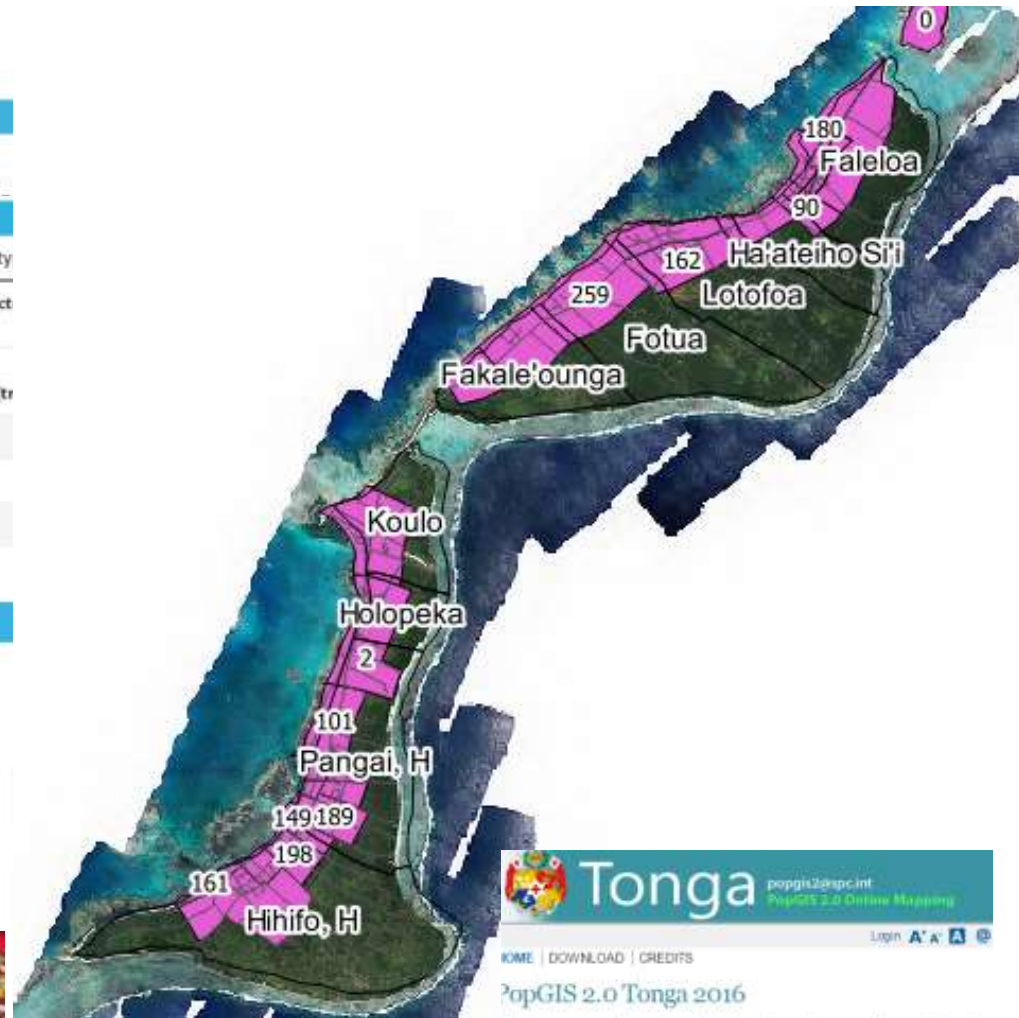 0
180
Faleloa
90
Ha'ateiho Si'i
162
Lotofoa
259
Fotua
Fakale'ounga
Koulo
Holopeka
2
101
Pangai, H
149 189
198
161
Hihifo, H
Tonga
popgis2@spc.int
PopGIS 2.0 Online Mapping
Login A+ A- A @
HOME | DOWNLOAD | CREDITS
PopGIS 2.0 Tonga 2016